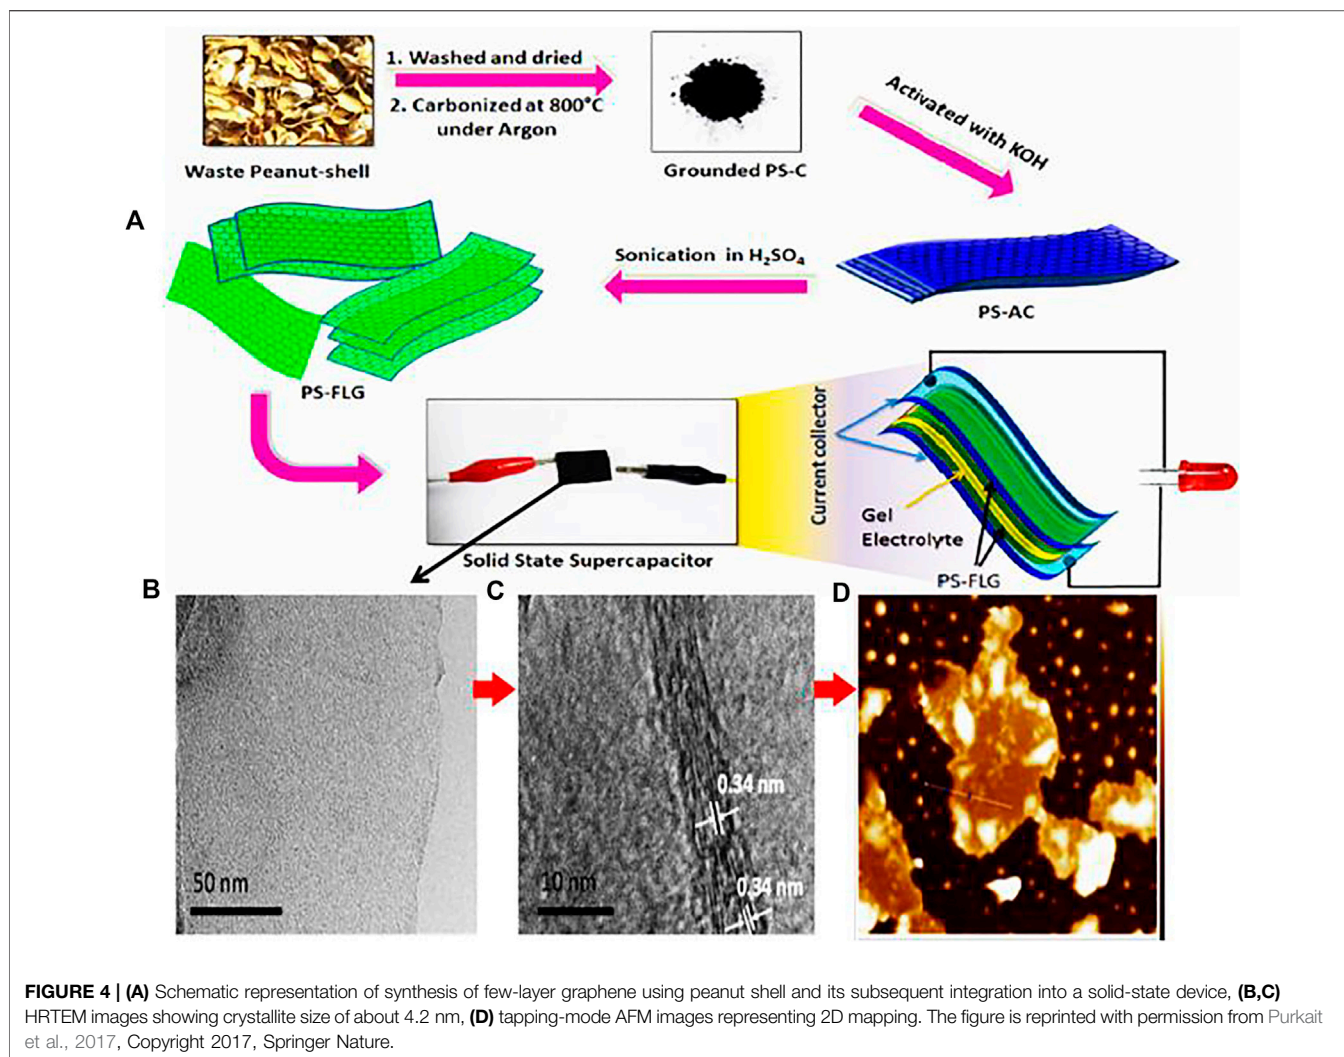 1. Washed and dried
2. Carbonized at 800°C
under Argon
Waste Peanut-shell
Grounded PS-C
Activated with KOH
A
Sonication in H₂SO₄
PS-AC
PS-FLG
Current collector
Gel
Electrolyte
PS-FLG
Solid State Supercapacitor
B
C
D
0.34 nm
0.34 nm
50 nm
10 nm
FIGURE 4 | (A) Schematic representation of synthesis of few-layer graphene using peanut shell and its subsequent integration into a solid-state device, (B,C)
HRTEM images showing crystallite size of about 4.2 nm, (D) tapping-mode AFM images representing 2D mapping. The figure is reprinted with permission from Purkait
et al., 2017, Copyright 2017, Springer Nature.